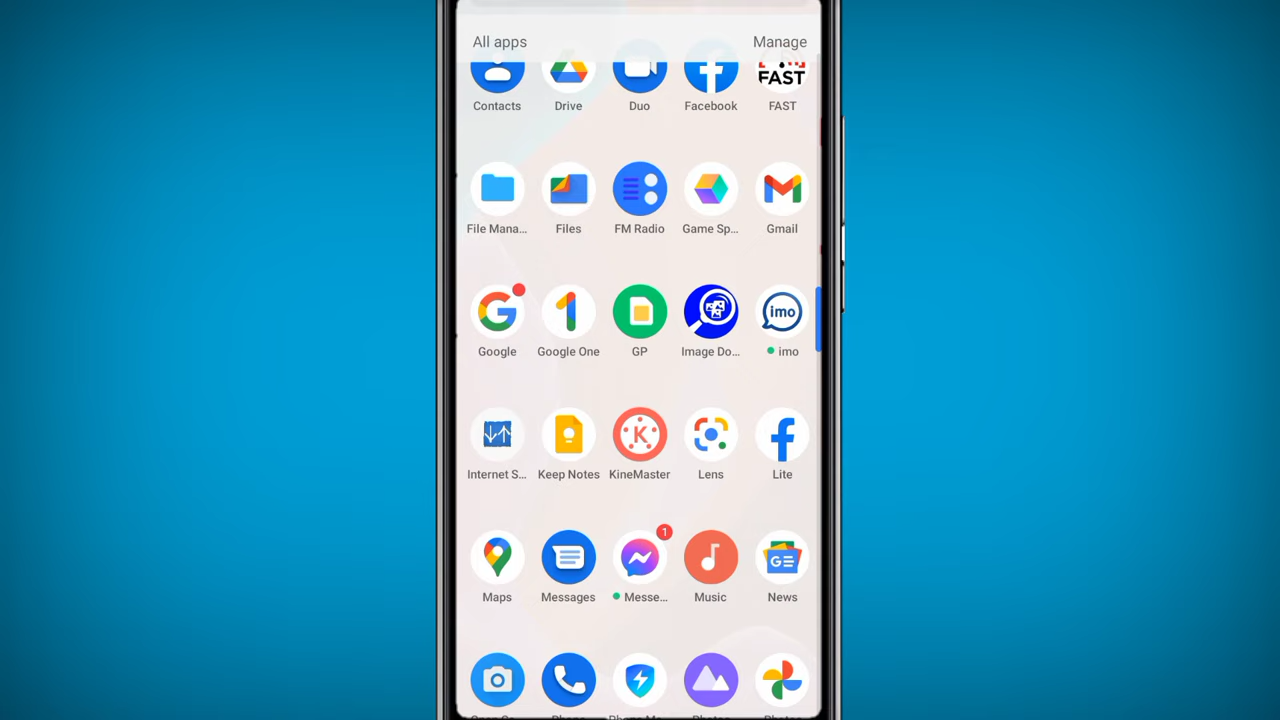 All apps Manage
Contacts Drive Duo Facebook FAST
FAST
File Mana... Files FM Radio Game Sp... Gmail
imo
Google Google One GP Image Do... imo
K
Internet S... Keep Notes KineMaster Lens Lite
1
GE
Maps Messages Messe... Music News